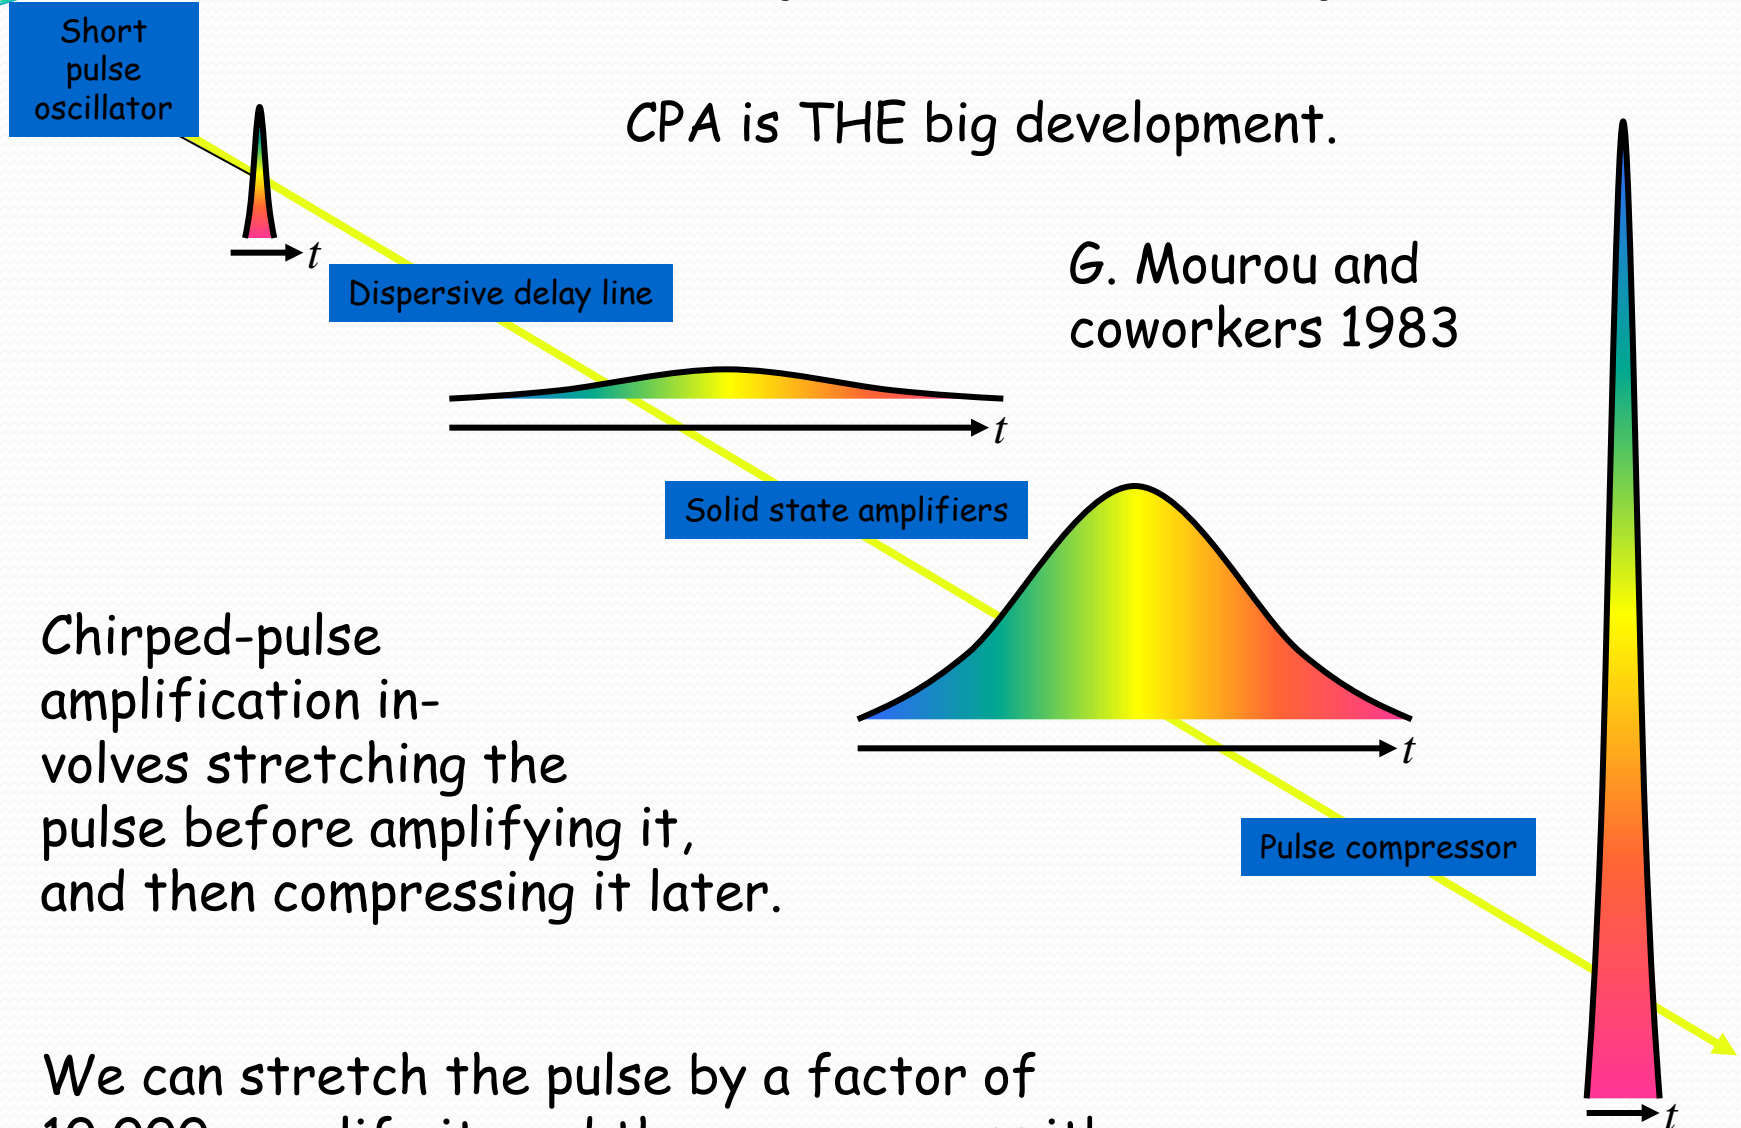 Short
pulse
oscillator
CPA is THE big development.
t
Dispersive delay line
G. Mourou and
coworkers 1983
t
Solid state amplifiers
Chirped-pulse
amplification in-
volves stretching the
pulse before amplifying it,
and then compressing it later.
t
Pulse compressor
We can stretch the pulse by a factor of
t